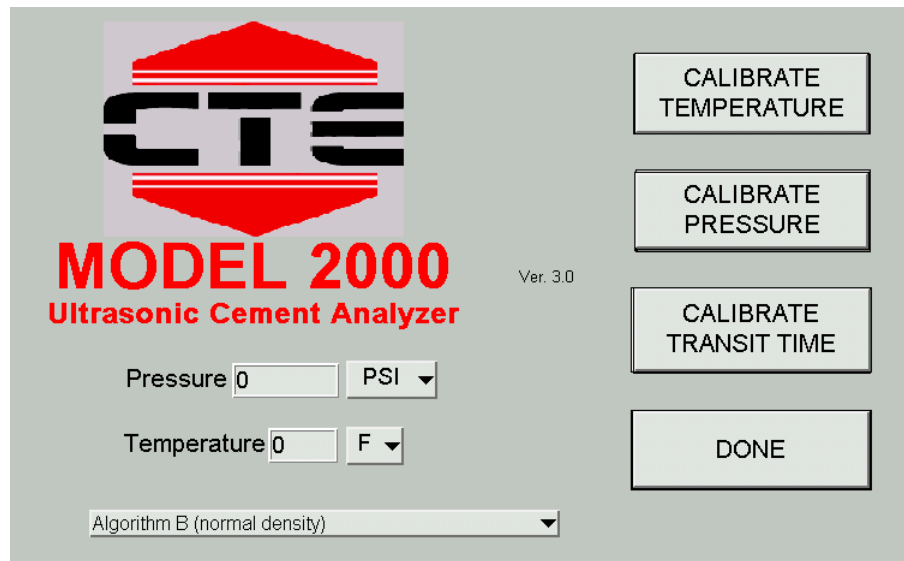 CTE
MODEL 2000
Ver. 3.0
Ultrasonic Cement Analyzer
Pressure 0 PSI
Temperature 0 F
Algorithm B (normal density)
CALIBRATE
TEMPERATURE
CALIBRATE
PRESSURE
CALIBRATE
TRANSIT TIME
DONE